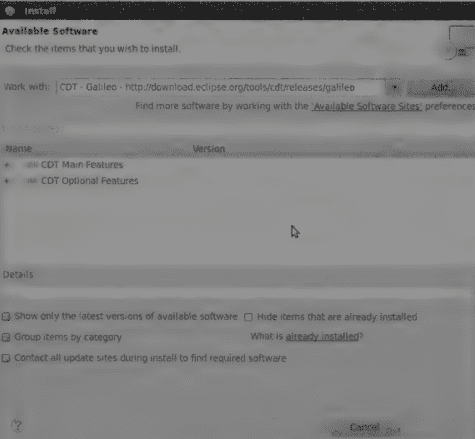 Install
Available Software
Check the items that you wish to install.
Work with: CDT - Galileo - http://download.eclipse.org/tools/cdt/releases/galileo Add...
Find more software by working with the 'Available Software Sites' preferences
Name Version
CDT Main Features
CDT Optional Features
Details
Show only the latest versions of available software Hide items that are already installed
Group items by category What is already installed?
Contact all update sites during install to find required software
Cancel